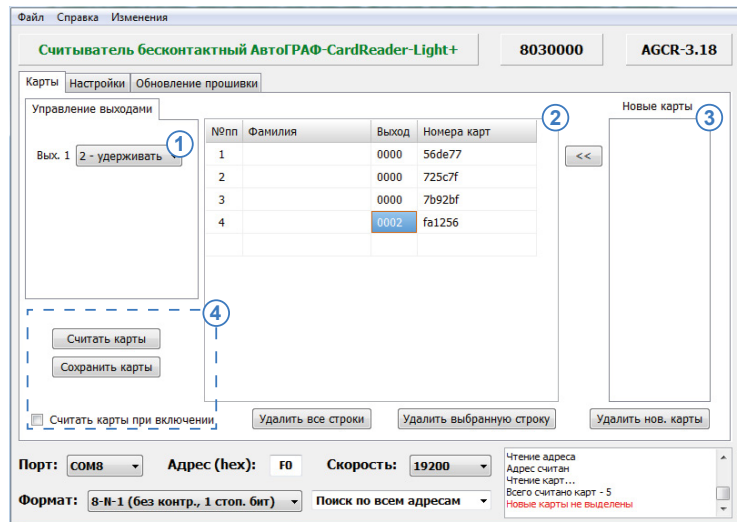 Файл Справка Изменения
Считыватель бесконтактный АвтоГРАФ-CardReader-Light+ 8030000 AGCR-3.18
Карты Настройки Обновление прошивки
Управление выходами
Вых. 1 2 - удерживать
1
№пп Фамилия Выход Номера карт
1 0000 56de77
2 0000 725c7f
3 0000 7b92bf
4 0002 fa1256
2
<<
Новые карты
3
4
Считать карты
Сохранить карты
Считать карты при включении
Удалить все строки Удалить выбранную строку Удалить нов. карты
Порт: COM8 Адрес (hex): F0 Скорость: 19200
Формат: 8-N-1 (без контр., 1 стоп. бит) Поиск по всем адресам
Чтение адреса
Адрес считан
Чтение карт...
Всего считано карт - 5
Новые карты не выделены